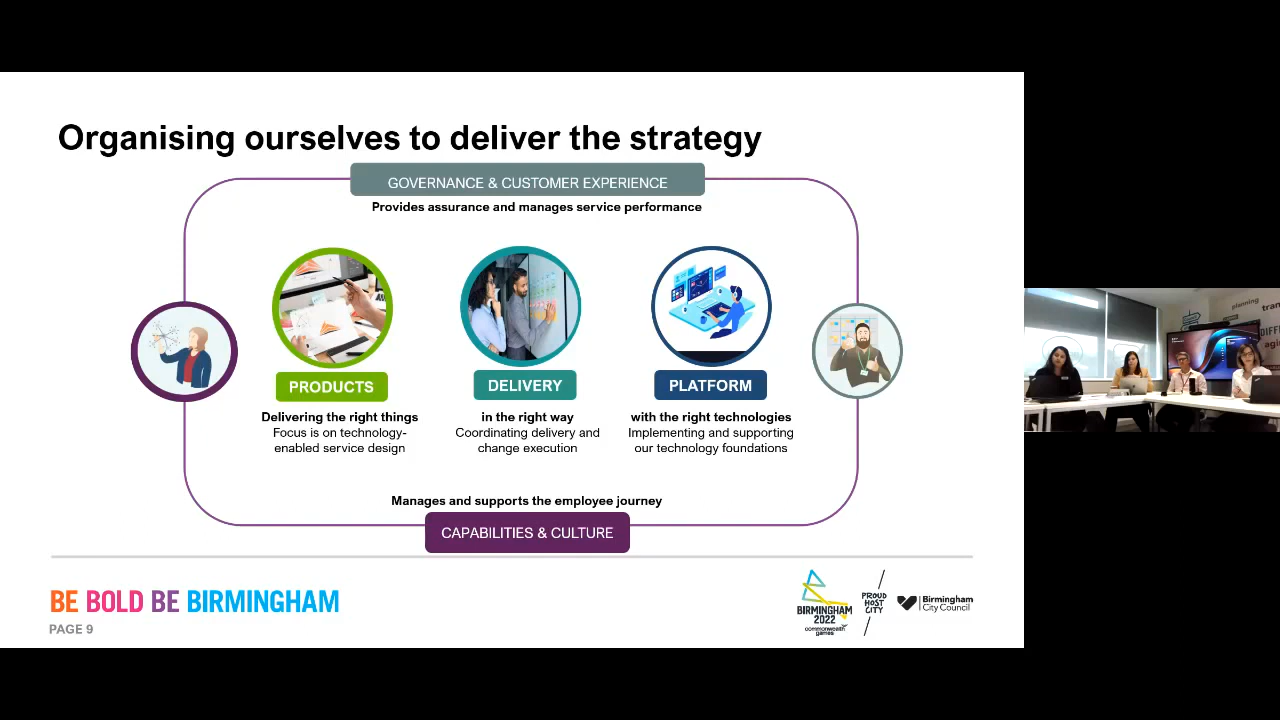 Organising ourselves to deliver the strategy
GOVERNANCE & CUSTOMER EXPERIENCE
Provides assurance and manages service performance
PRODUCTS
Delivering the right things
Focus is on technology-
enabled service design
DELIVERY
in the right way
Coordinating delivery and
change execution
PLATFORM
with the right technologies
Implementing and supporting
our technology foundations
Manages and supports the employee journey
CAPABILITIES & CULTURE
BE BOLD BE BIRMINGHAM
PAGE 9
BIRMINGHAM
2022
commonwealth
games
PROUD
HOST
CITY
Birmingham
City Council
planning